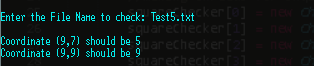 Enter the File Name to check: Test5.txt
Coordinate (9,7) should be 5
Coordinate (9,9) should be 9